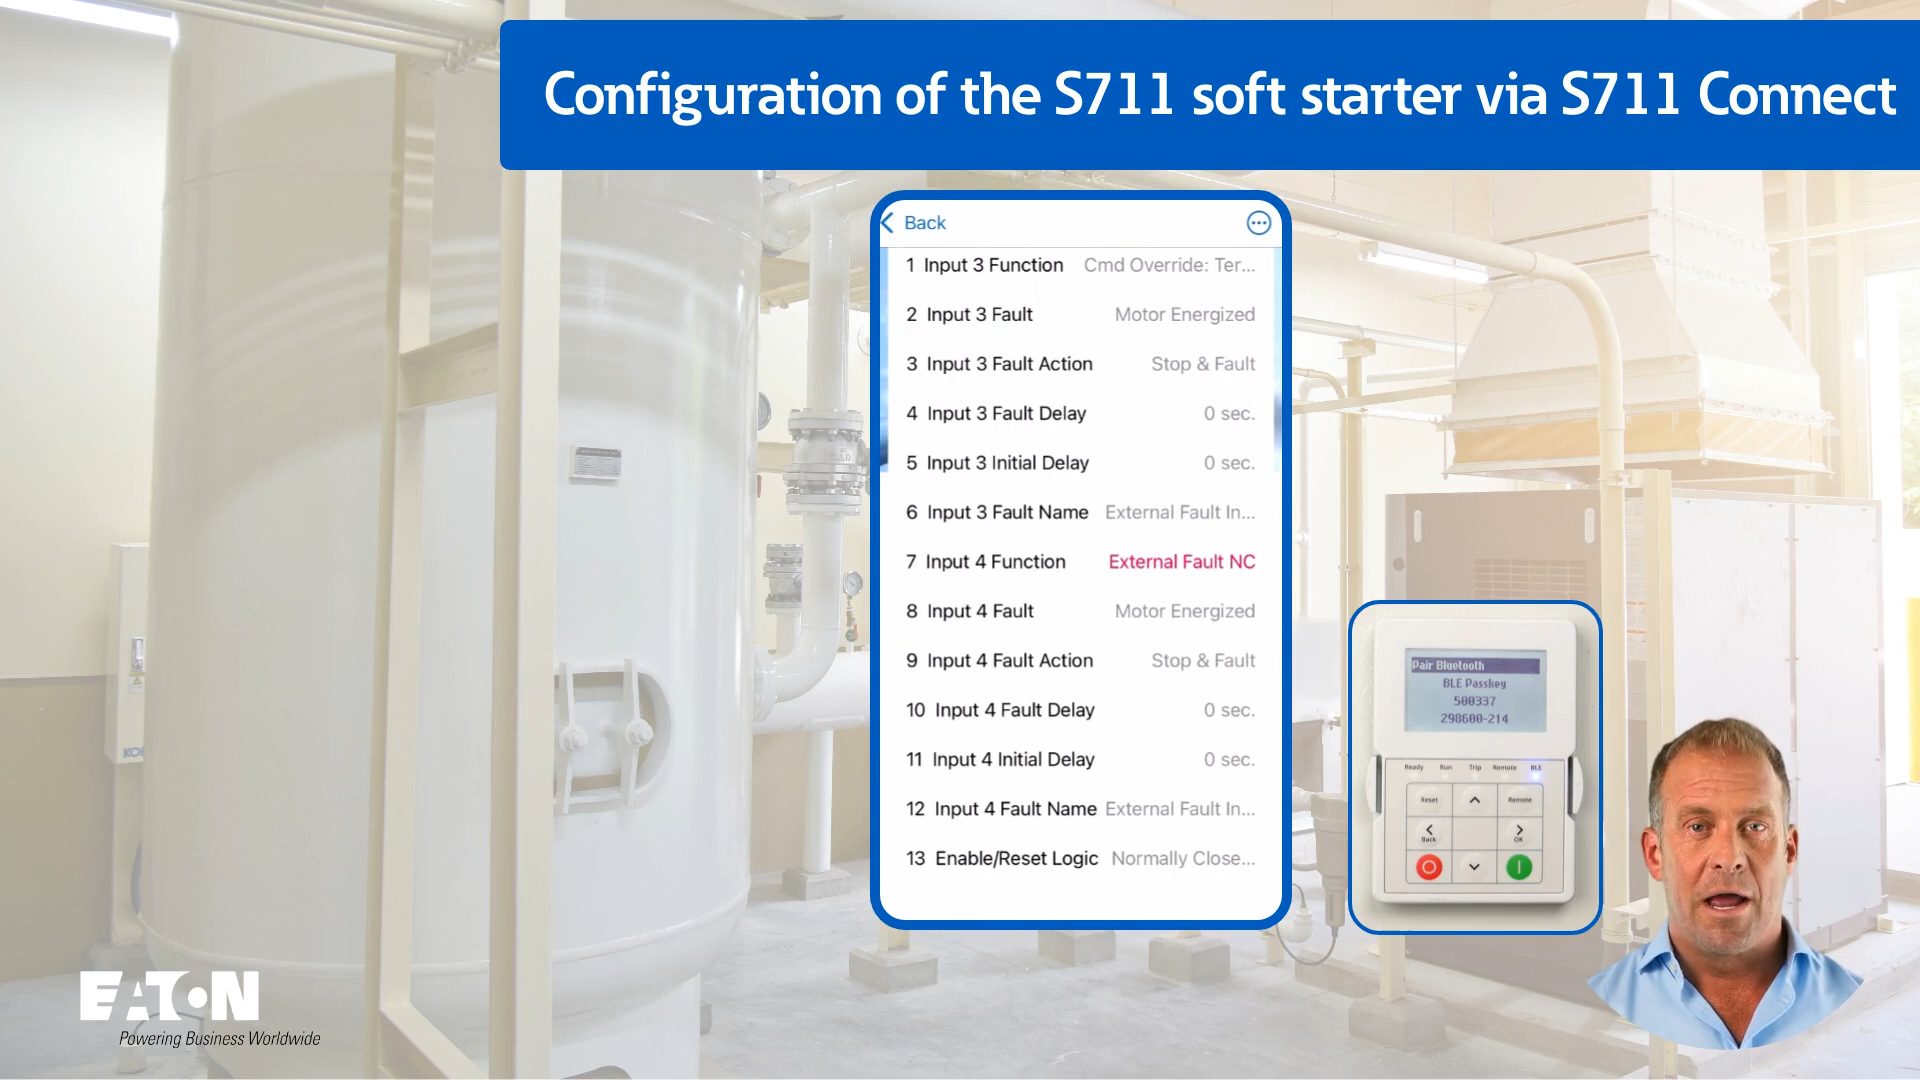 Configuration of the S711 soft starter via S711 Connect
Back
1 Input 3 Function Cmd Override: Ter...
2 Input 3 Fault Motor Energized
3 Input 3 Fault Action Stop & Fault
4 Input 3 Fault Delay 0 sec.
5 Input 3 Initial Delay 0 sec.
6 Input 3 Fault Name External Fault In...
7 Input 4 Function External Fault NC
8 Input 4 Fault Motor Energized
9 Input 4 Fault Action Stop & Fault
10 Input 4 Fault Delay 0 sec.
11 Input 4 Initial Delay 0 sec.
12 Input 4 Fault Name External Fault In...
13 Enable/Reset Logic Normally Close...
Pair Bluetooth
BLE Passkey
500337
298600-214
Ready Run Trip Remote BLE
Reset Remote
Back OK
EATON
Powering Business Worldwide